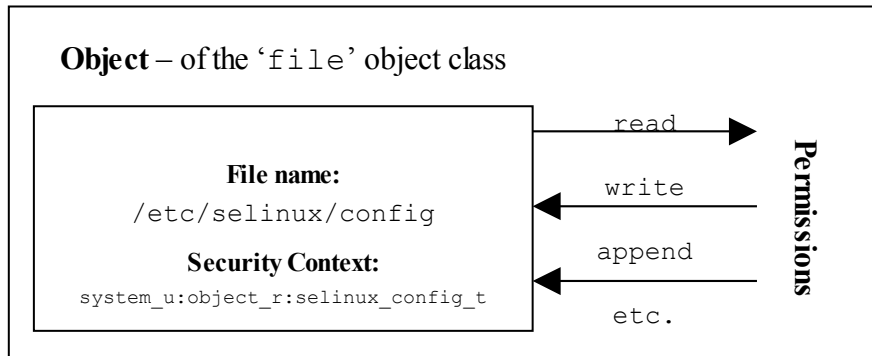 Object – of the ‘file’ object class
File name:
/etc/selinux/config
Security Context:
system_u:object_r:selinux_config_t
read
write
append
etc.
Permissions